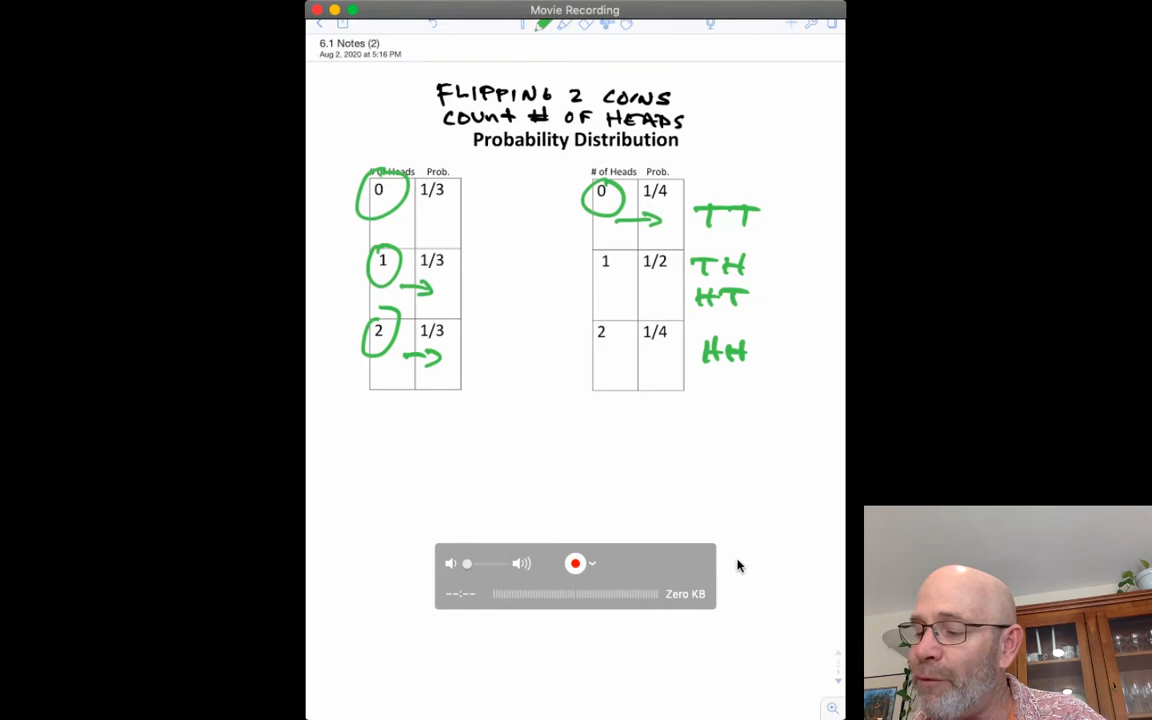 Movie Recording
6.1 Notes (2)
Aug 2, 2020 at 5:16 PM
FLIPPING 2 COINS
COUNT # OF HEADS
Probability Distribution
# of Heads Prob.
0 1/3
1 1/3
2 1/3
# of Heads Prob.
0 1/4 TT
1 1/2 TH
HT
2 1/4 HH
--:-- Zero KB